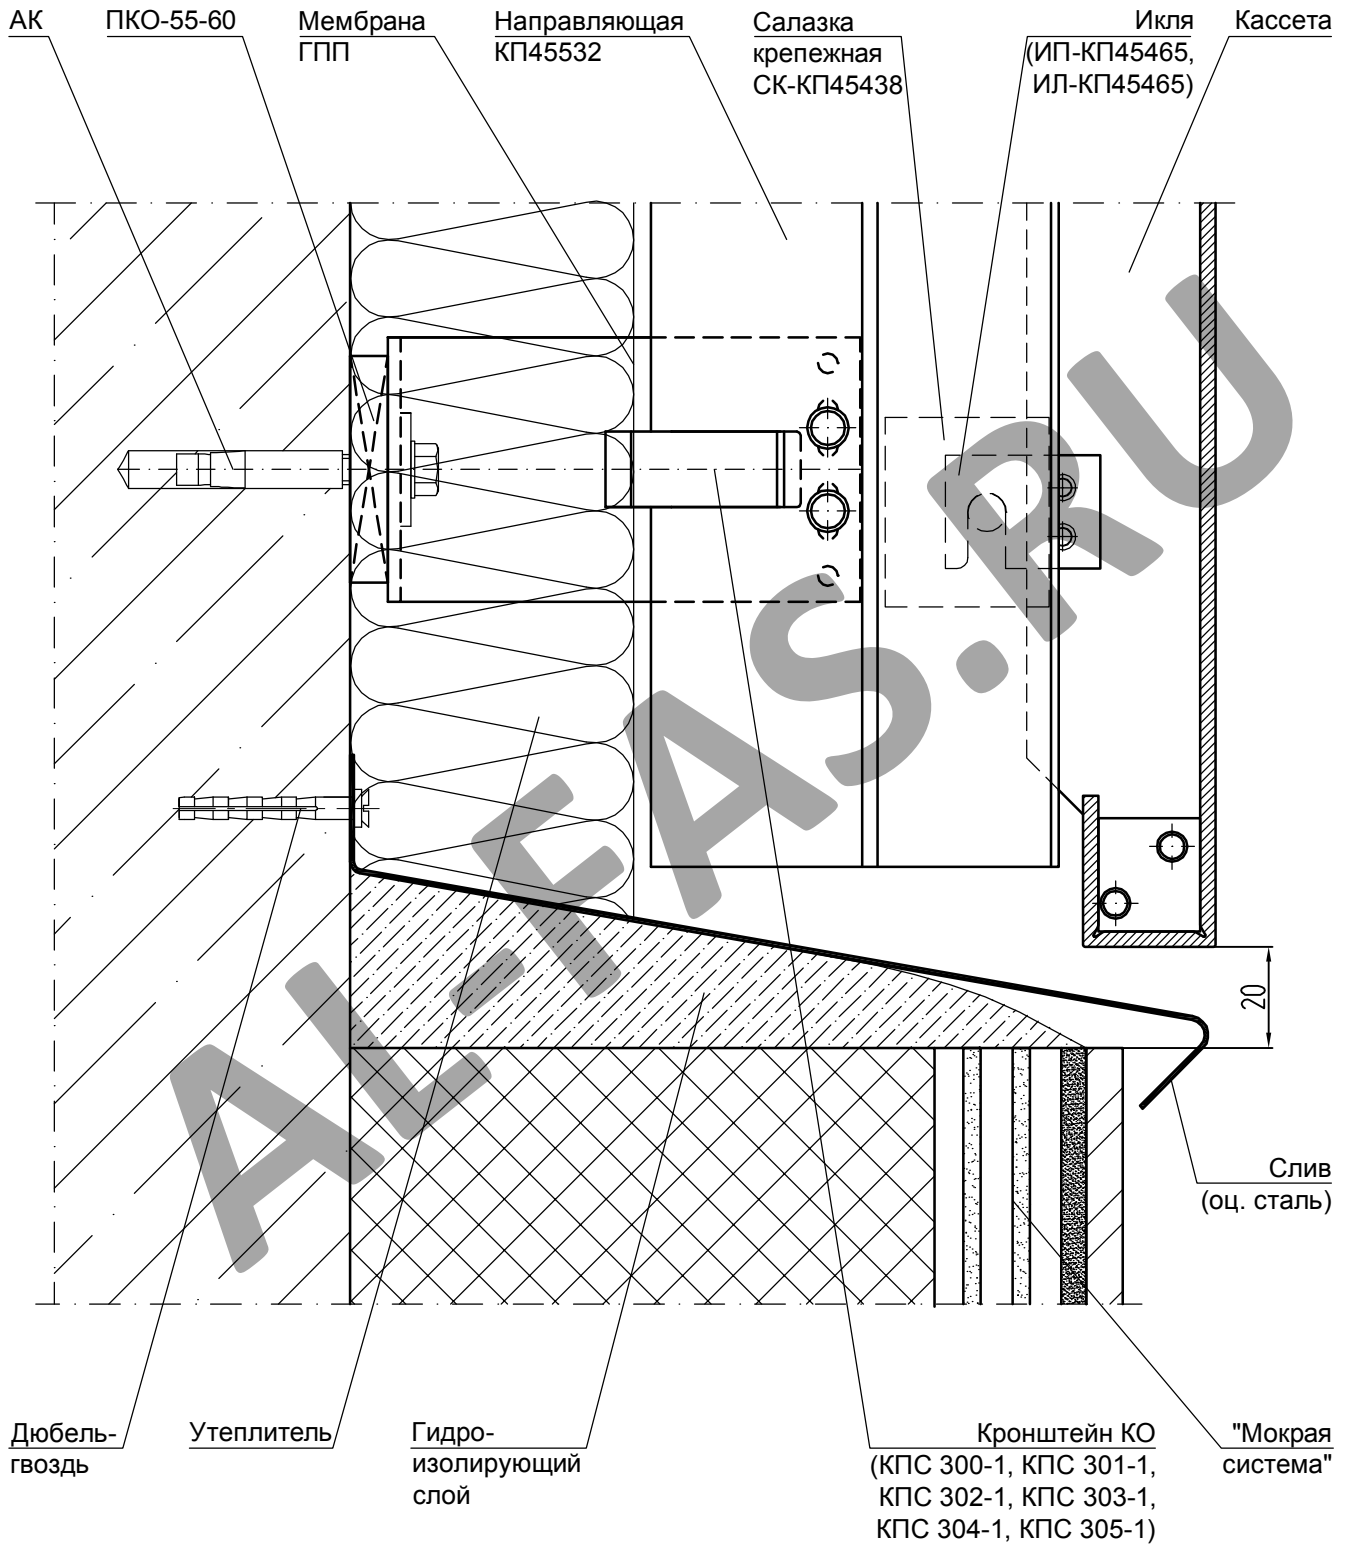 АК
ПКО-55-60
Мембрана
ГПП
Направляющая
КП45532
Салазка
крепежная
СК-КП45438
Икля
(ИП-КП45465,
ИЛ-КП45465)
Кассета
20
AL-FAS.RU
Слив
(оц. сталь)
Дюбель-
гвоздь
Утеплитель
Гидро-
изолирующий
слой
Кронштейн КО
(КПС 300-1, КПС 301-1,
КПС 302-1, КПС 303-1,
КПС 304-1, КПС 305-1)
"Мокрая
система"